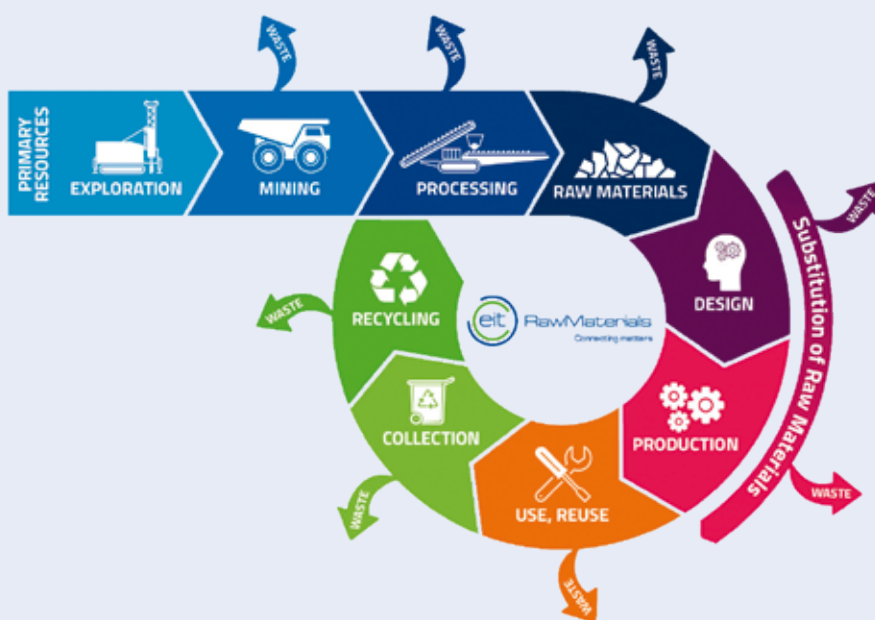 WASTE
WASTE
WASTE
PRIMARY
RESOURCES
EXPLORATION
MINING
PROCESSING
RAW MATERIALS
WASTE
Substitution of Raw Materials
DESIGN
RECYCLING
WASTE
eit RawMaterials
Connecting matters
PRODUCTION
COLLECTION
WASTE
USE, REUSE
WASTE
WASTE